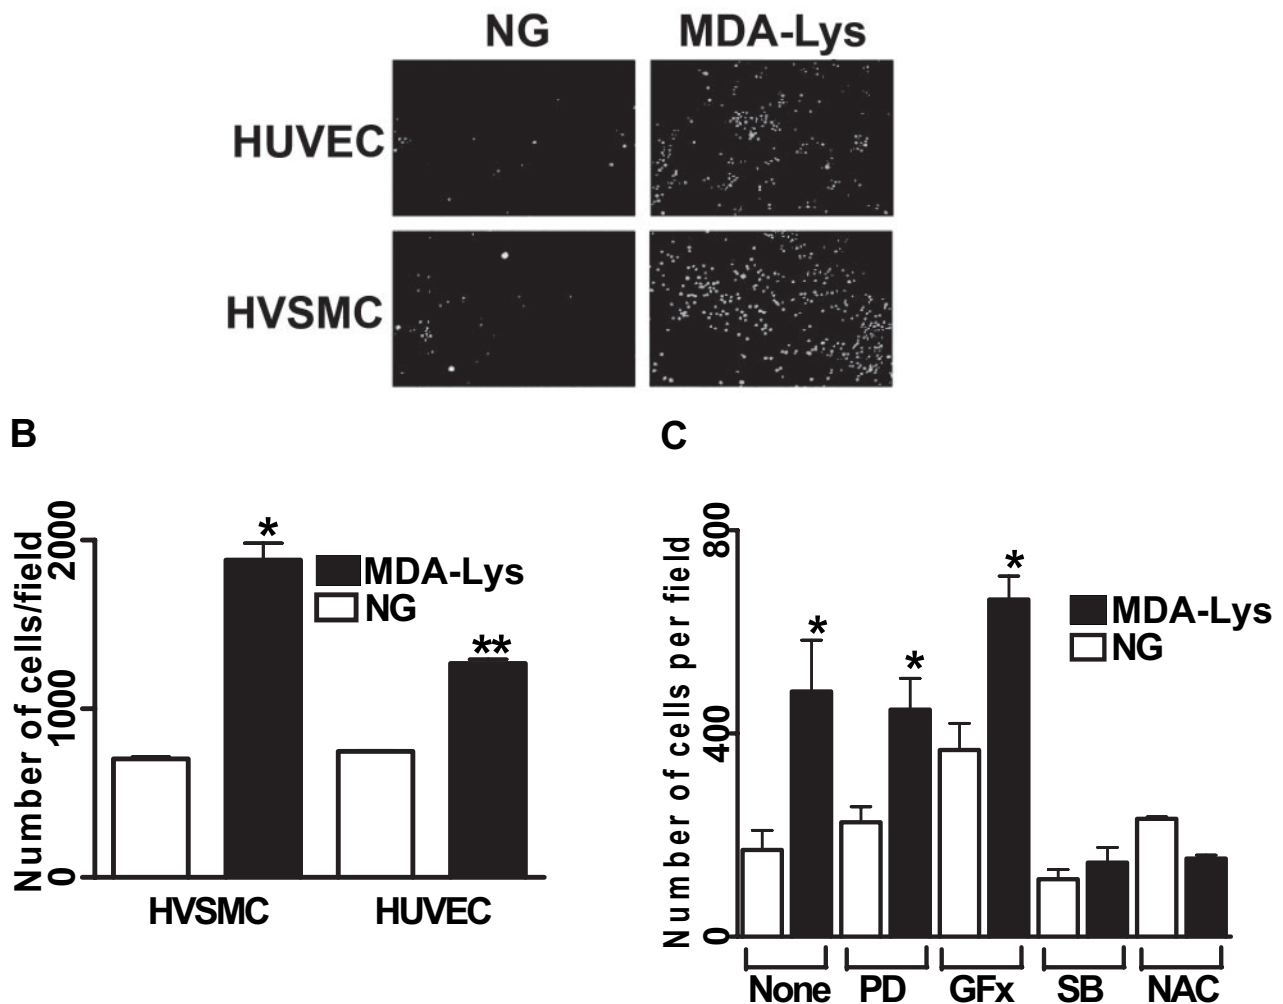 NG MDA-Lys
HUVEC
HVSMC
B
Number of cells/field
2000
1000
0
*
**
MDA-Lys
NG
HVSMC HUVEC
C
Number of cells per field
800
400
0
*
*
*
MDA-Lys
NG
None PD GFx SB NAC